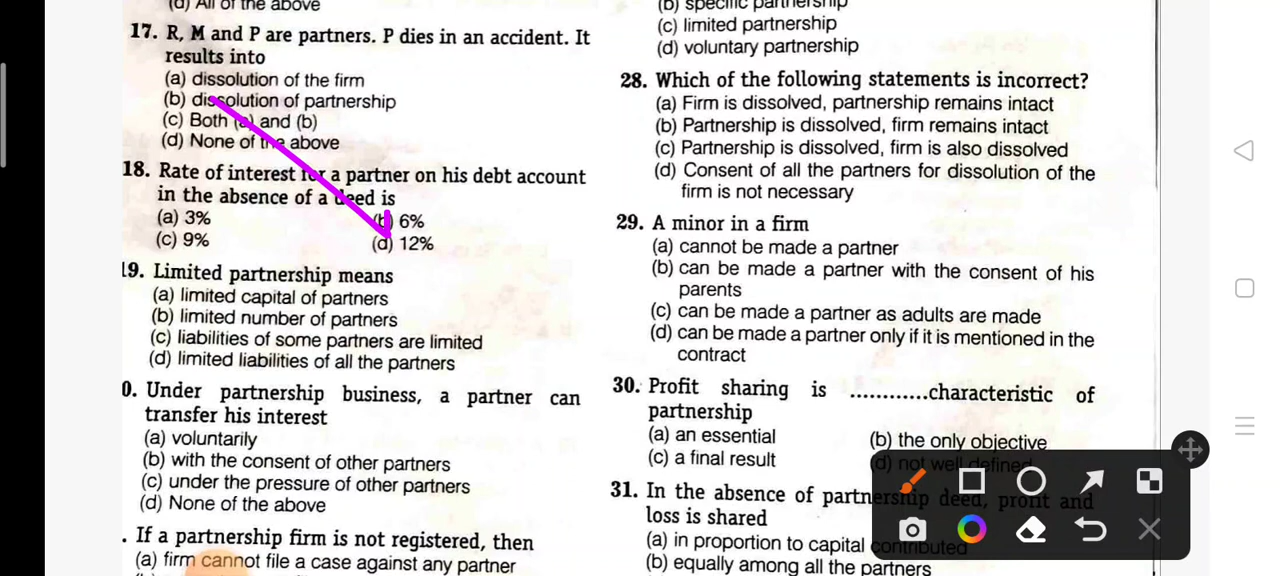 (d) All of the above
17. R, M and P are partners. P dies in an accident. It
results into
(a) dissolution of the firm
(b) dissolution of partnership
(c) Both (a) and (b)
(d) None of the above
18. Rate of interest for a partner on his debt account
in the absence of a deed is
(a) 3% (b) 6%
(c) 9% (d) 12%
19. Limited partnership means
(a) limited capital of partners
(b) limited number of partners
(c) liabilities of some partners are limited
(d) limited liabilities of all the partners
0. Under partnership business, a partner can
transfer his interest
(a) voluntarily
(b) with the consent of other partners
(c) under the pressure of other partners
(d) None of the above
. If a partnership firm is not registered, then
(a) firm cannot file a case against any partner
(b) specific partnership
(c) limited partnership
(d) voluntary partnership
28. Which of the following statements is incorrect?
(a) Firm is dissolved, partnership remains intact
(b) Partnership is dissolved, firm remains intact
(c) Partnership is dissolved, firm is also dissolved
(d) Consent of all the partners for dissolution of the
firm is not necessary
29. A minor in a firm
(a) cannot be made a partner
(b) can be made a partner with the consent of his
parents
(c) can be made a partner as adults are made
(d) can be made a partner only if it is mentioned in the
contract
30. Profit sharing is ............characteristic of
partnership
(a) an essential (b) the only objective
(c) a final result (d) not well defined
31. In the absence of partnership deed, profit and
loss is shared
(a) in proportion to capital contributed
(b) equally among all the partners